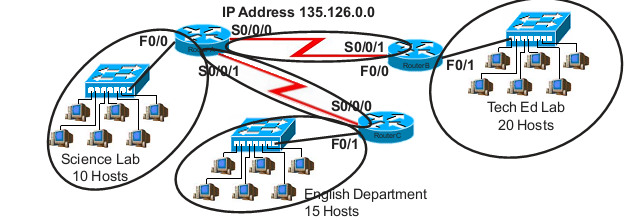 IP Address 135.126.0.0
S0/0/0
F0/0
S0/0/1
S0/0/1
RouterB
F0/0
F0/1
Tech Ed Lab
20 Hosts
S0/0/0
RouterC
F0/1
Science Lab
10 Hosts
English Department
15 Hosts